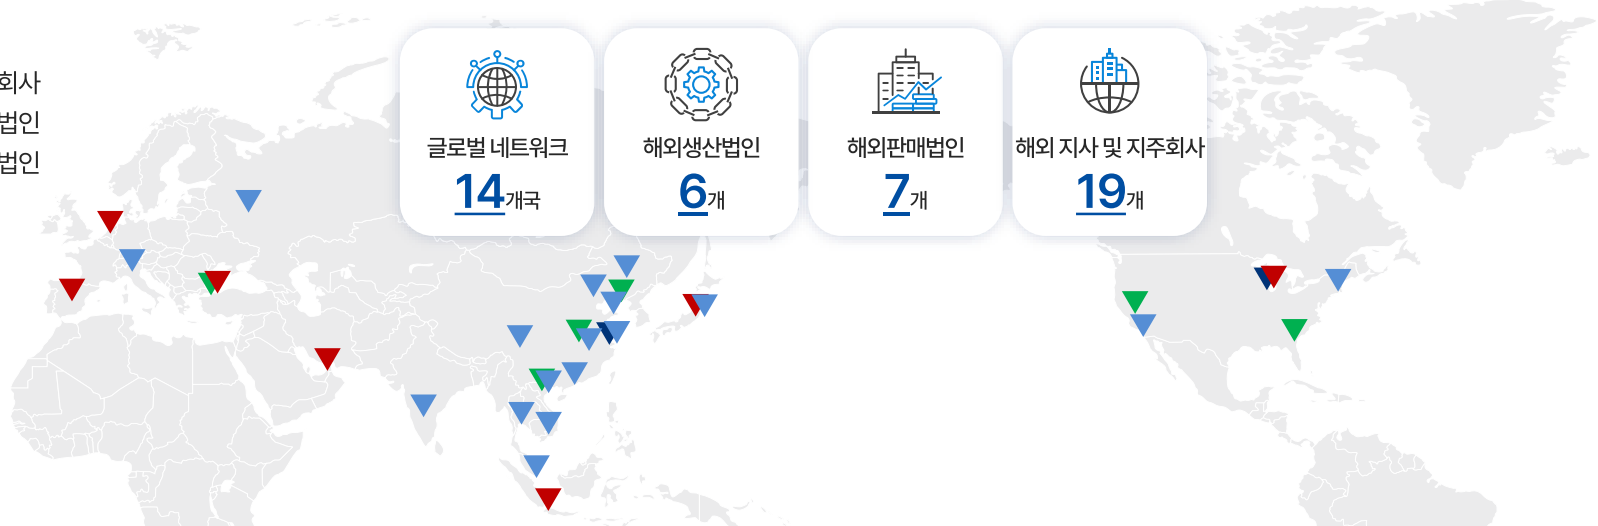 회사
법인
법인
글로벌 네트워크
14개국
해외생산법인
6개
해외판매법인
7개
해외 지사 및 지주회사
19개